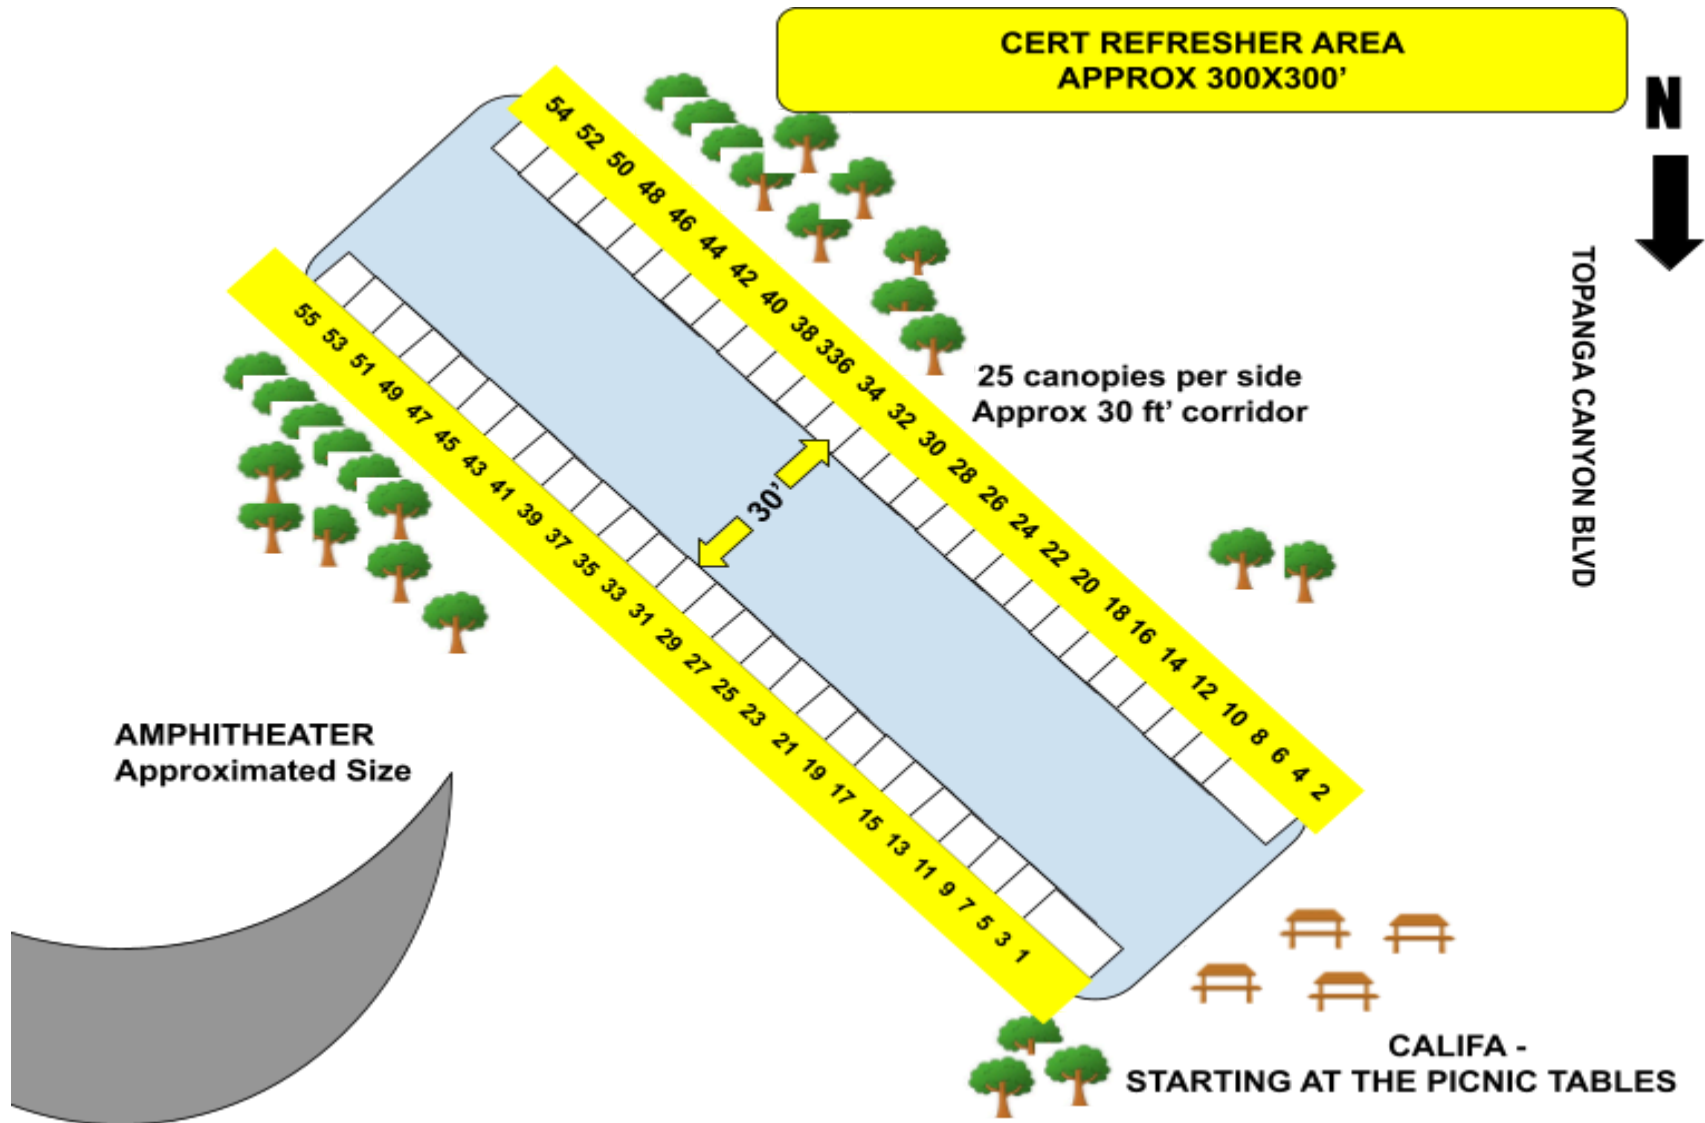 CERT REFRESHER AREA
APPROX 300X300’
N
TOPANGA CANYON BLVD
54 52 50 48 46 44 42 40 38 336 34 32 30 28 26 24 22 20 18 16 14 12 10 8 6 4 2
25 canopies per side
Approx 30 ft’ corridor
30’
55 53 51 49 47 45 43 41 39 37 35 33 31 29 27 25 23 21 19 17 15 13 11 9 7 5 3 1
AMPHITHEATER
Approximated Size
CALIFA -
STARTING AT THE PICNIC TABLES